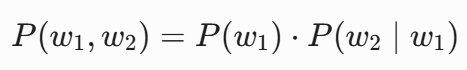 P(w₁, w₂) = P(w₁) · P(w₂ | w₁)